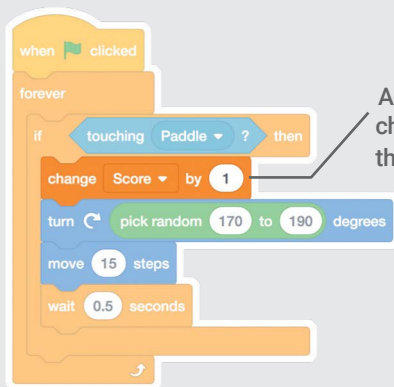 when clicked
forever
if touching Paddle ? then
change Score by 1
turn pick random 170 to 190 degrees
move 15 steps
wait 0.5 seconds
A
ch
th